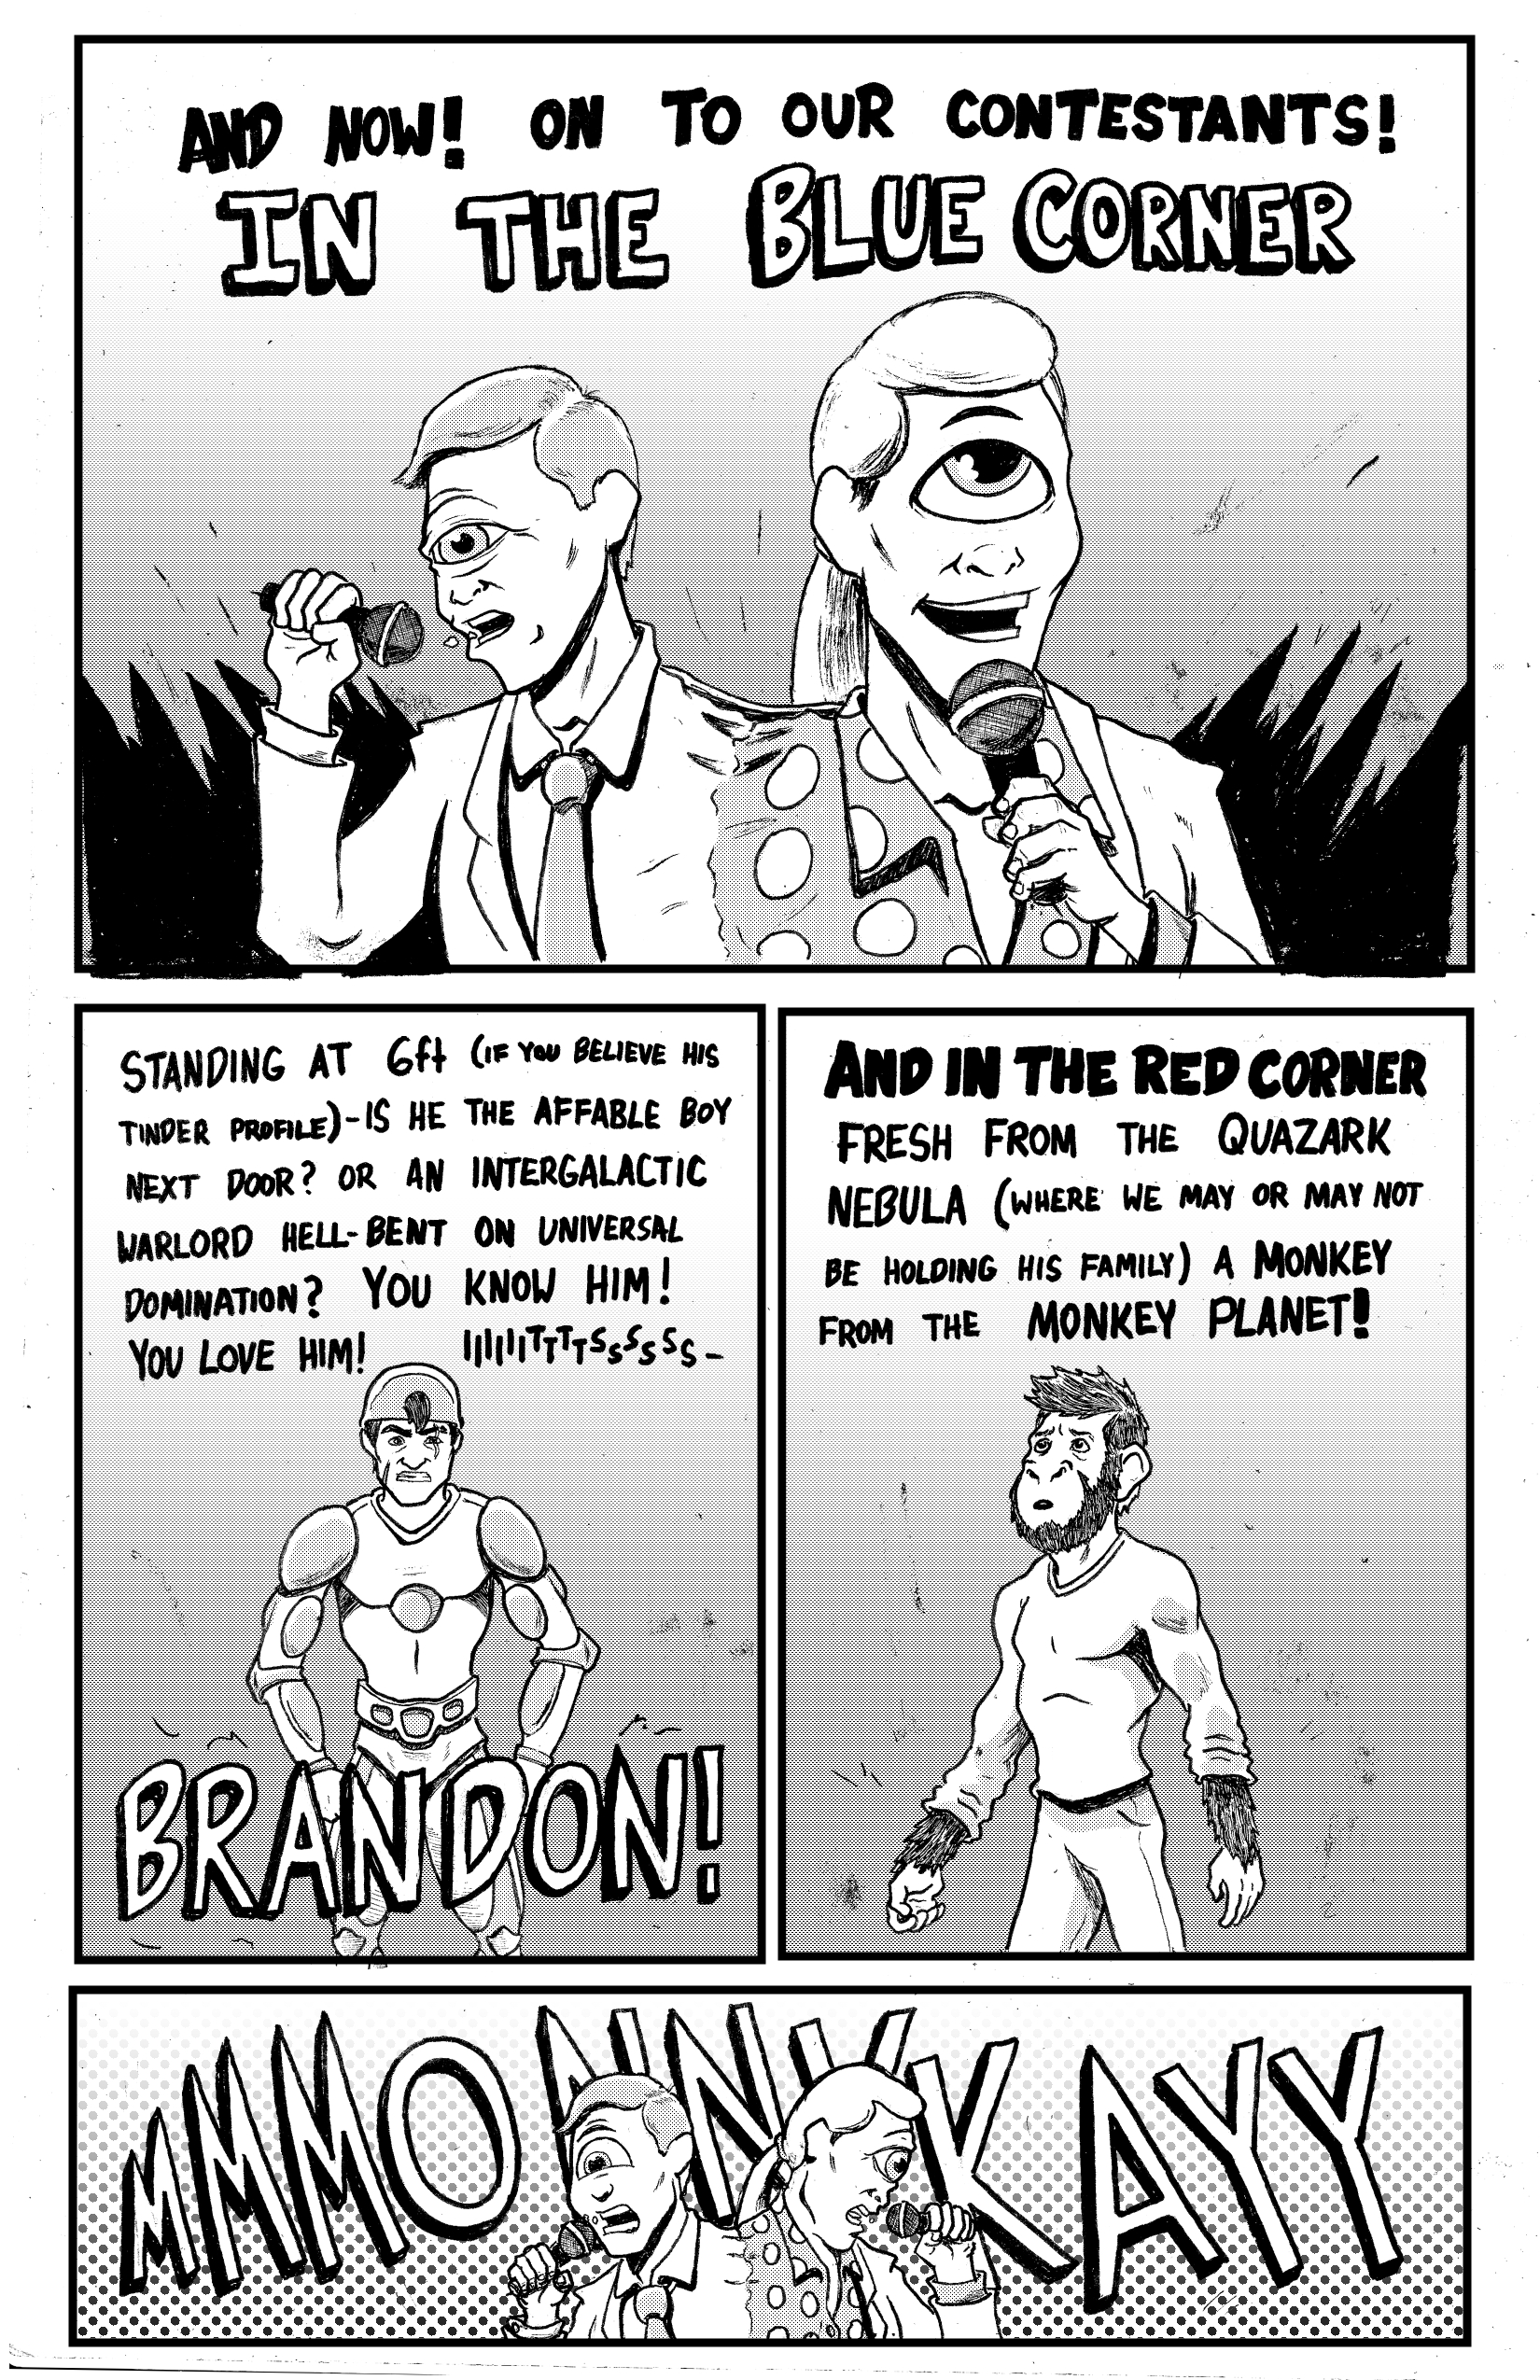 AND NOW! ON TO OUR CONTESTANTS!
IN THE BLUE CORNER
STANDING AT 6ft (IF YOU BELIEVE HIS
TINDER PROFILE)-IS HE THE AFFABLE BOY
NEXT DOOR? OR AN INTERGALACTIC
WARLORD HELL-BENT ON UNIVERSAL
DOMINATION? YOU KNOW HIM!
YOU LOVE HIM! IIIIIITTTTSSSSSS-
BRANDON!
AND IN THE RED CORNER
FRESH FROM THE QUAZARK
NEBULA (WHERE WE MAY OR MAY NOT
BE HOLDING HIS FAMILY) A MONKEY
FROM THE MONKEY PLANET!
MMMONNKKAYY